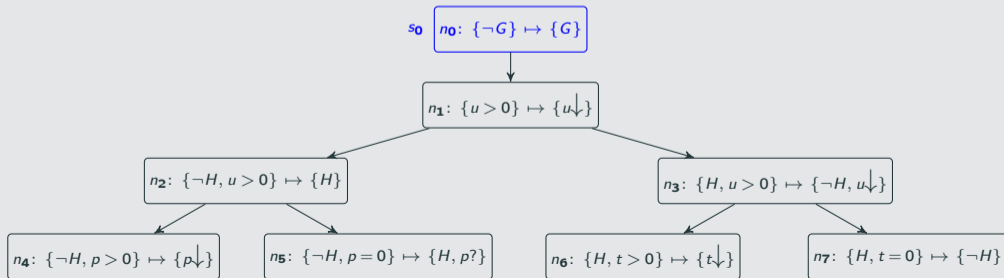 s₀ n₀: {¬G} ↦ {G}
n₁: {u > 0} ↦ {u↓}
n₂: {¬H, u > 0} ↦ {H}
n₃: {H, u > 0} ↦ {¬H, u↓}
n₄: {¬H, p > 0} ↦ {p↓}
n₅: {¬H, p = 0} ↦ {H, p?}
n₆: {H, t > 0} ↦ {t↓}
n₇: {H, t = 0} ↦ {¬H}